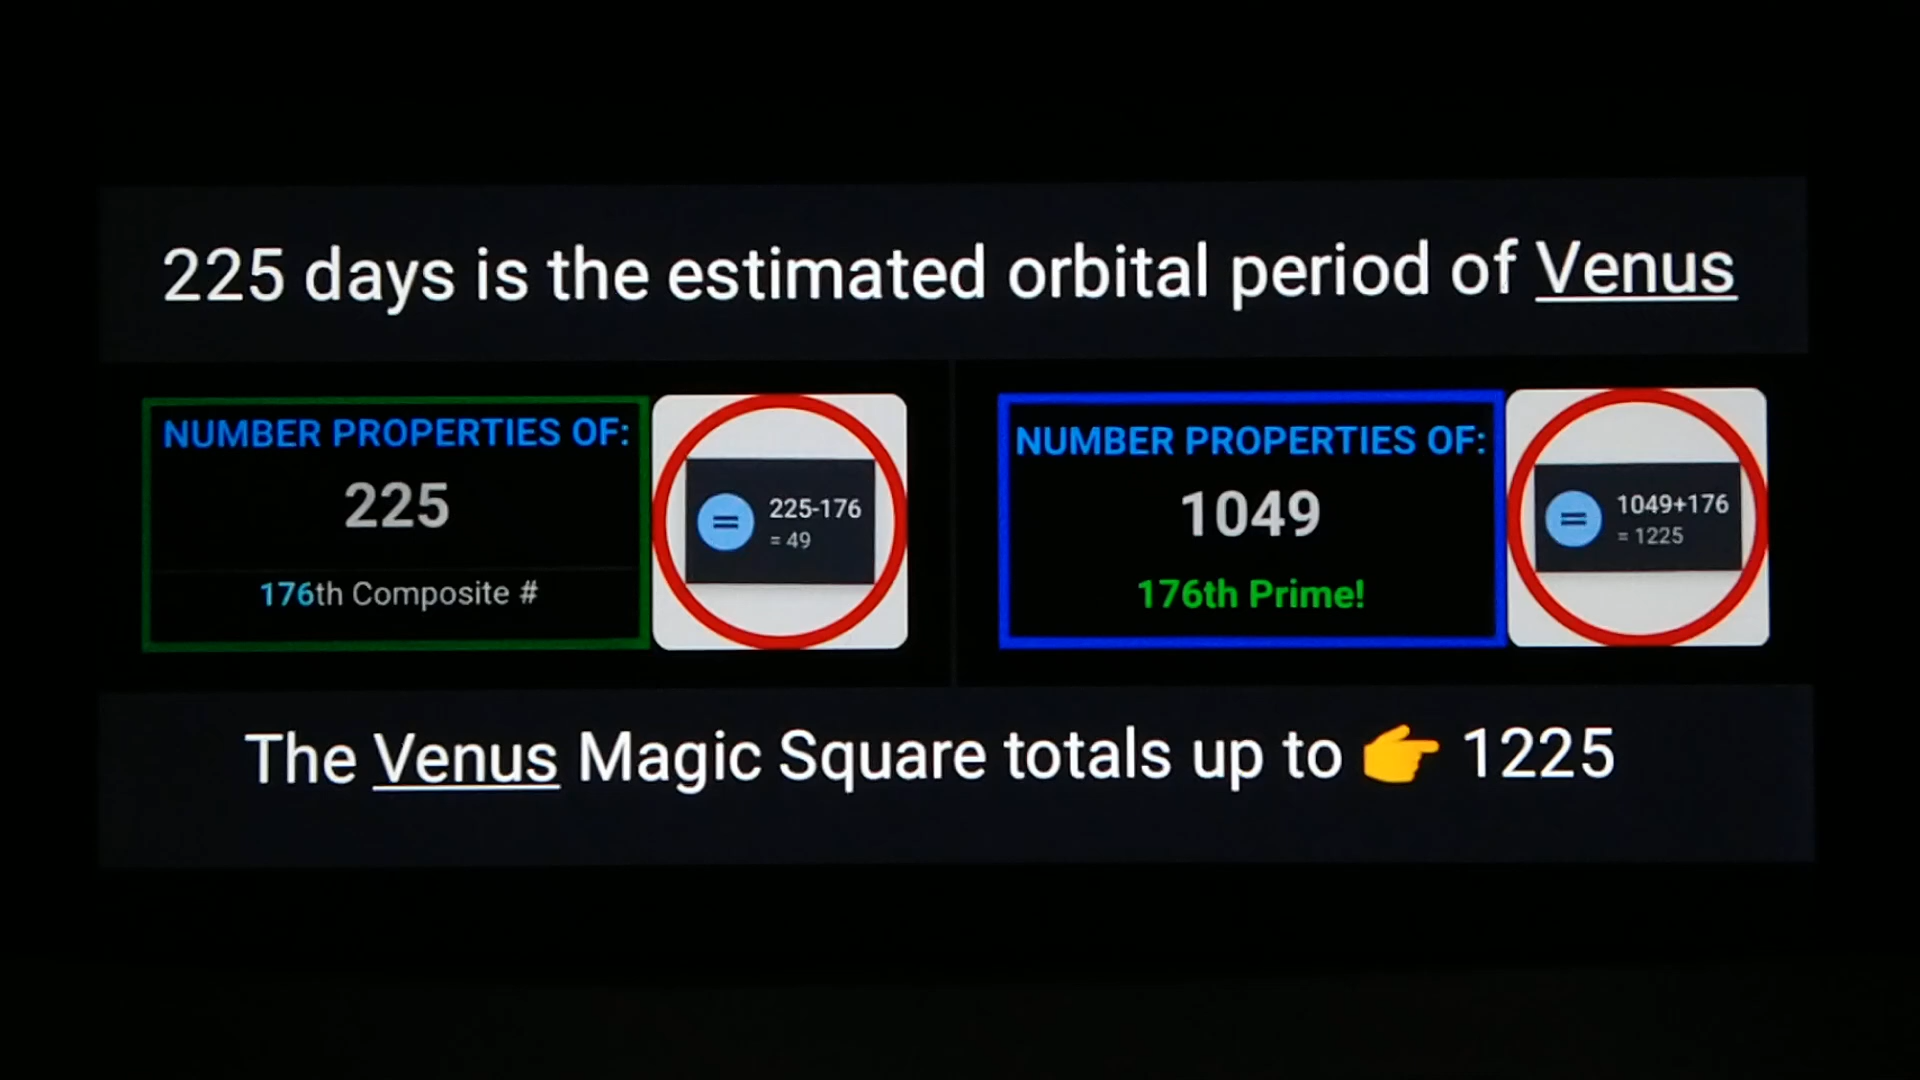 225 days is the estimated orbital period of Venus
NUMBER PROPERTIES OF:
225
176th Composite #
225-176
= 49
NUMBER PROPERTIES OF:
1049
176th Prime!
1049+176
= 1225
The Venus Magic Square totals up to 👉 1225